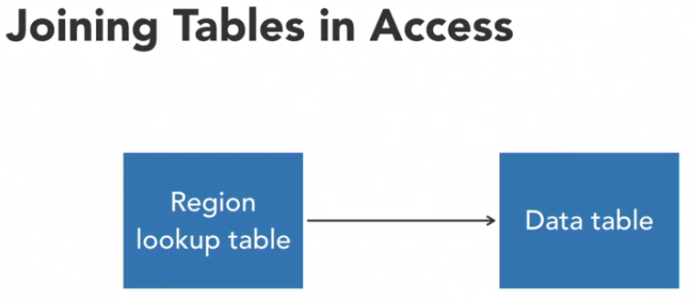 Joining Tables in Access
Region
lookup table
Data table